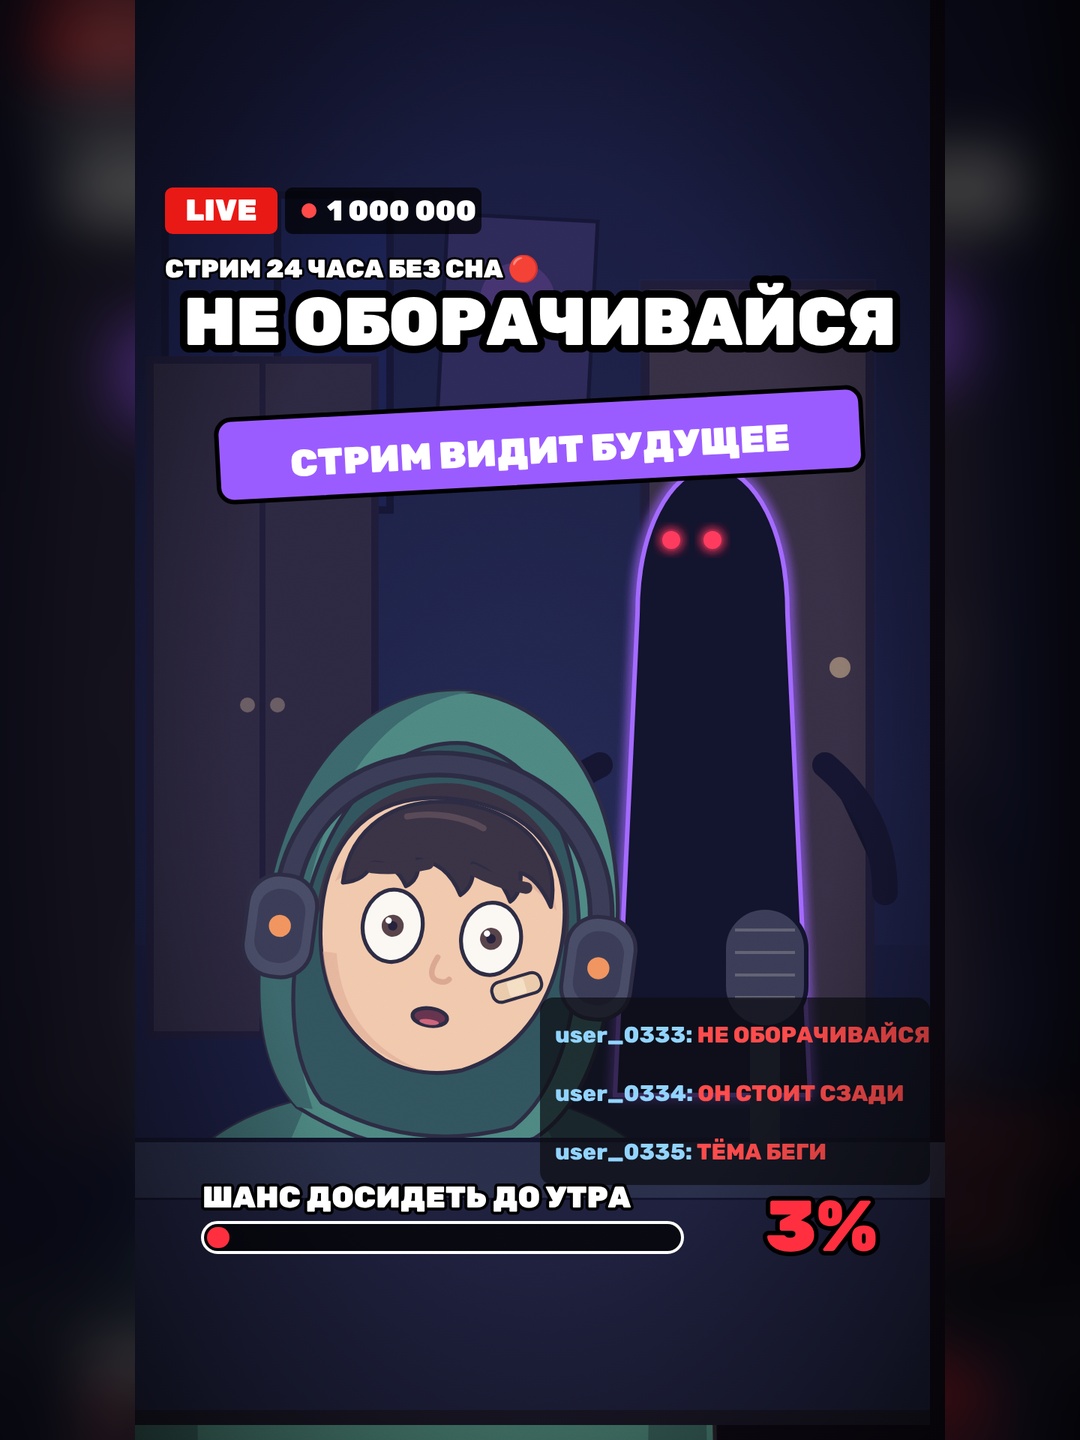 LIVE
1 000 000
СТРИМ 24 ЧАСА БЕЗ СНА
НЕ ОБОРАЧИВАЙСЯ
СТРИМ ВИДИТ БУДУЩЕЕ
user_0333: НЕ ОБОРАЧИВАЙСЯ
user_0334: ОН СТОИТ СЗАДИ
user_0335: ТЁМА БЕГИ
ШАНС ДОСИДЕТЬ ДО УТРА
3%